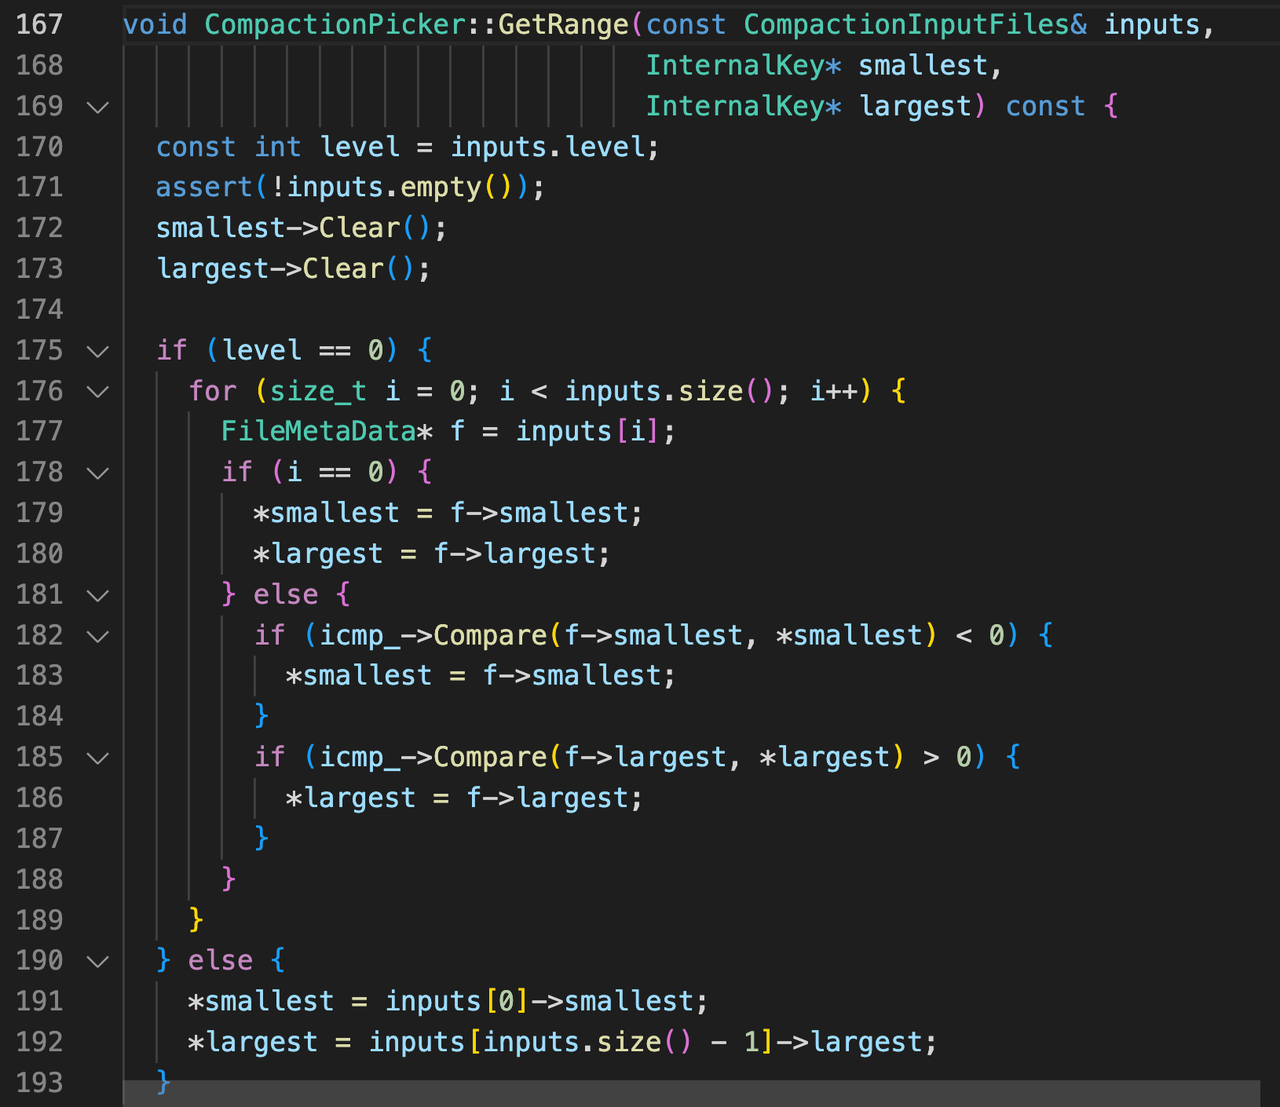 167 void CompactionPicker::GetRange(const CompactionInputFiles& inputs,
168                                 InternalKey* smallest,
169                                 InternalKey* largest) const {
170   const int level = inputs.level;
171   assert(!inputs.empty());
172   smallest->Clear();
173   largest->Clear();
174
175   if (level == 0) {
176     for (size_t i = 0; i < inputs.size(); i++) {
177       FileMetaData* f = inputs[i];
178       if (i == 0) {
179         *smallest = f->smallest;
180         *largest = f->largest;
181       } else {
182         if (icmp_->Compare(f->smallest, *smallest) < 0) {
183           *smallest = f->smallest;
184         }
185         if (icmp_->Compare(f->largest, *largest) > 0) {
186           *largest = f->largest;
187         }
188       }
189     }
190   } else {
191     *smallest = inputs[0]->smallest;
192     *largest = inputs[inputs.size() - 1]->largest;
193   }